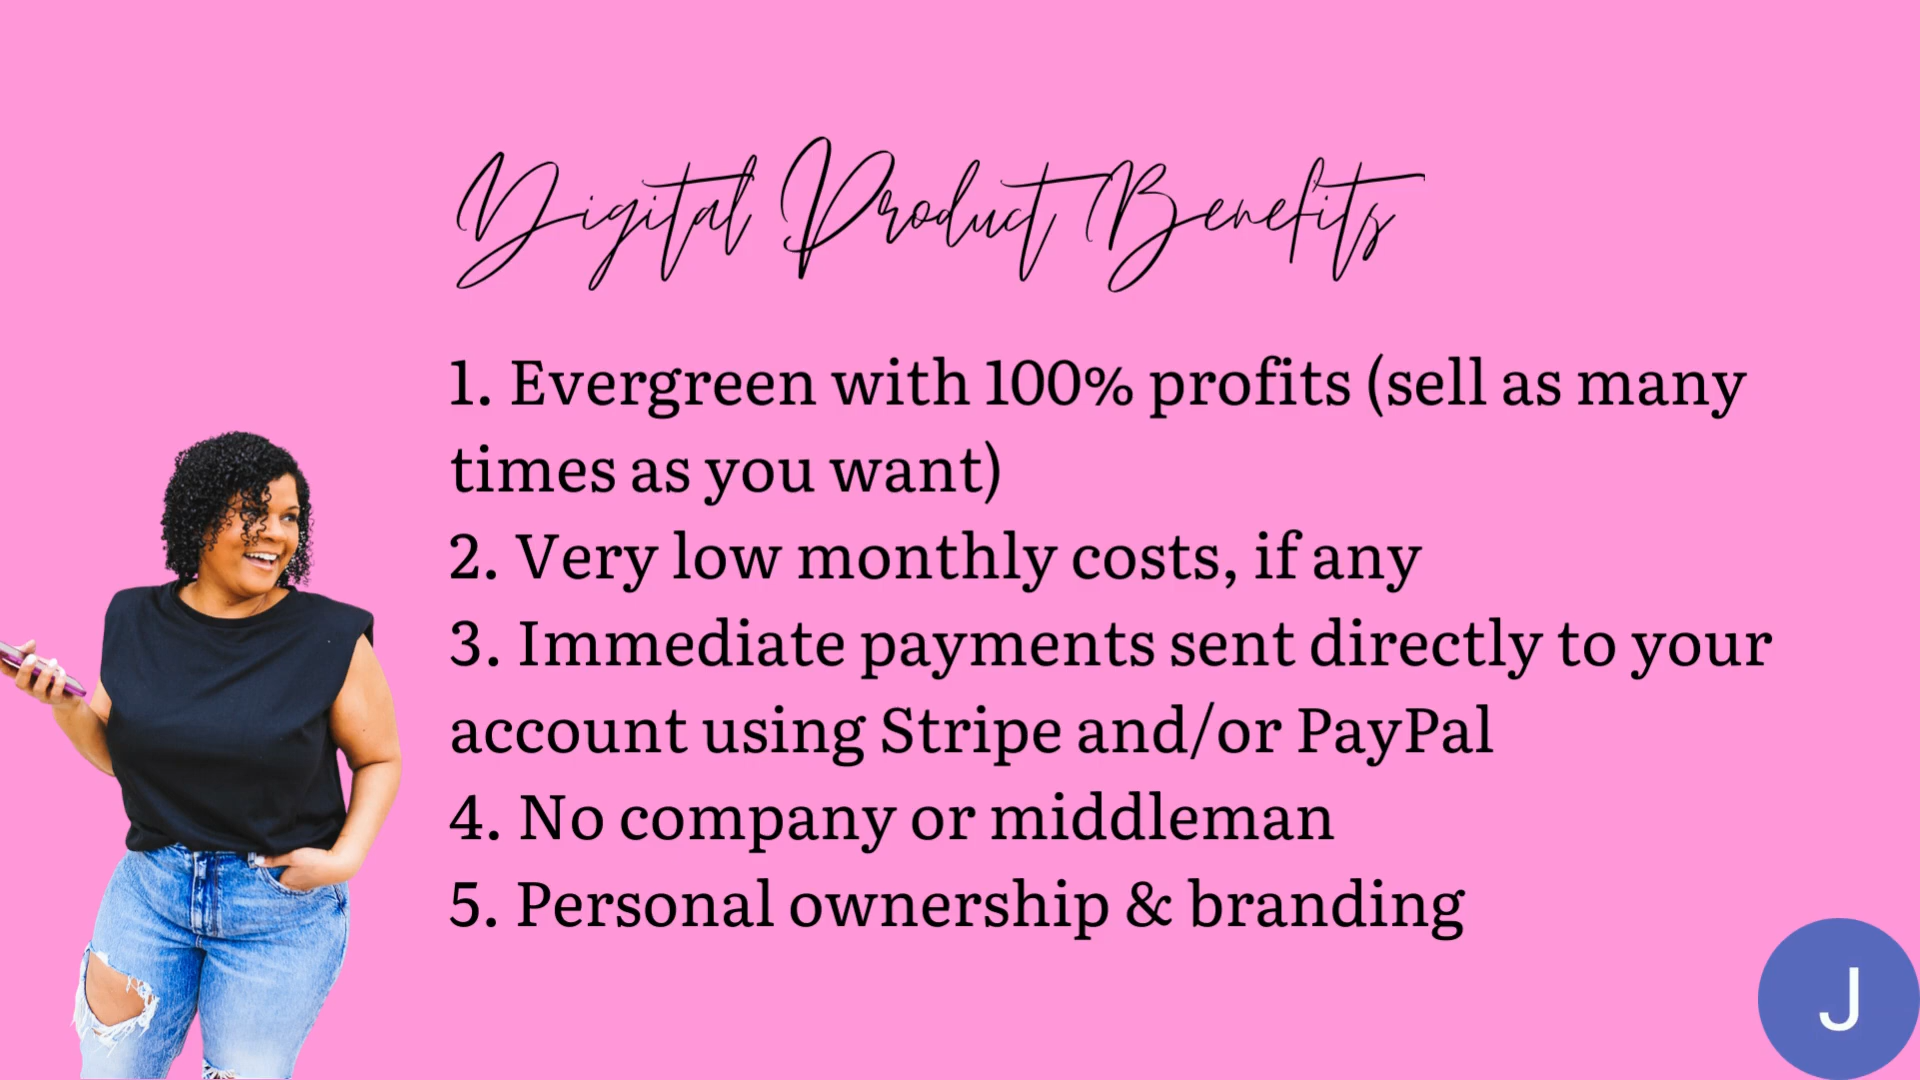 Digital Product Benefits
1. Evergreen with 100% profits (sell as many
times as you want)
2. Very low monthly costs, if any
3. Immediate payments sent directly to your
account using Stripe and/or PayPal
4. No company or middleman
5. Personal ownership & branding
J